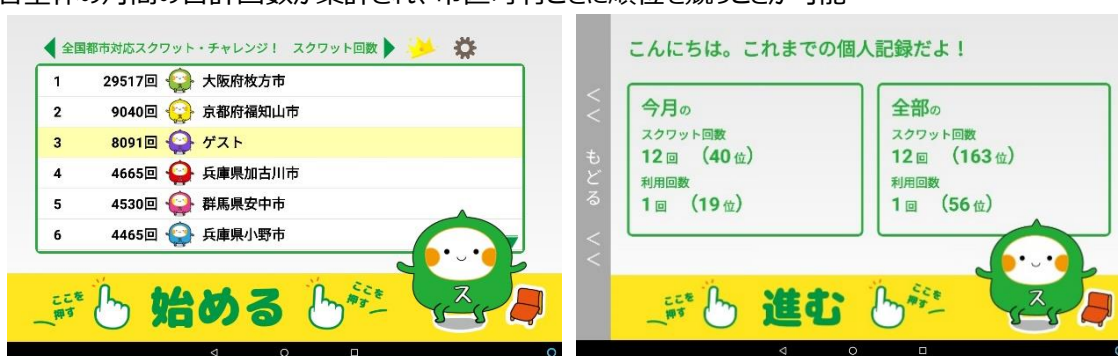 全国都市対応スクワット・チャレンジ！ スクワット回数
1 29517回 大阪府枚方市
2 9040回 京都府福知山市
3 8091回 ゲスト
4 4665回 兵庫県加古川市
5 4530回 群馬県安中市
6 4465回 兵庫県小野市
ここを押す 始める ここを押す
ス
<< もどる <<
こんにちは。これまでの個人記録だよ！
今月の
スクワット回数
12回 （40位）
利用回数
1回 （19位）
全部の
スクワット回数
12回 （163位）
利用回数
1回 （56位）
ここを押す 進む ここを押す
ス